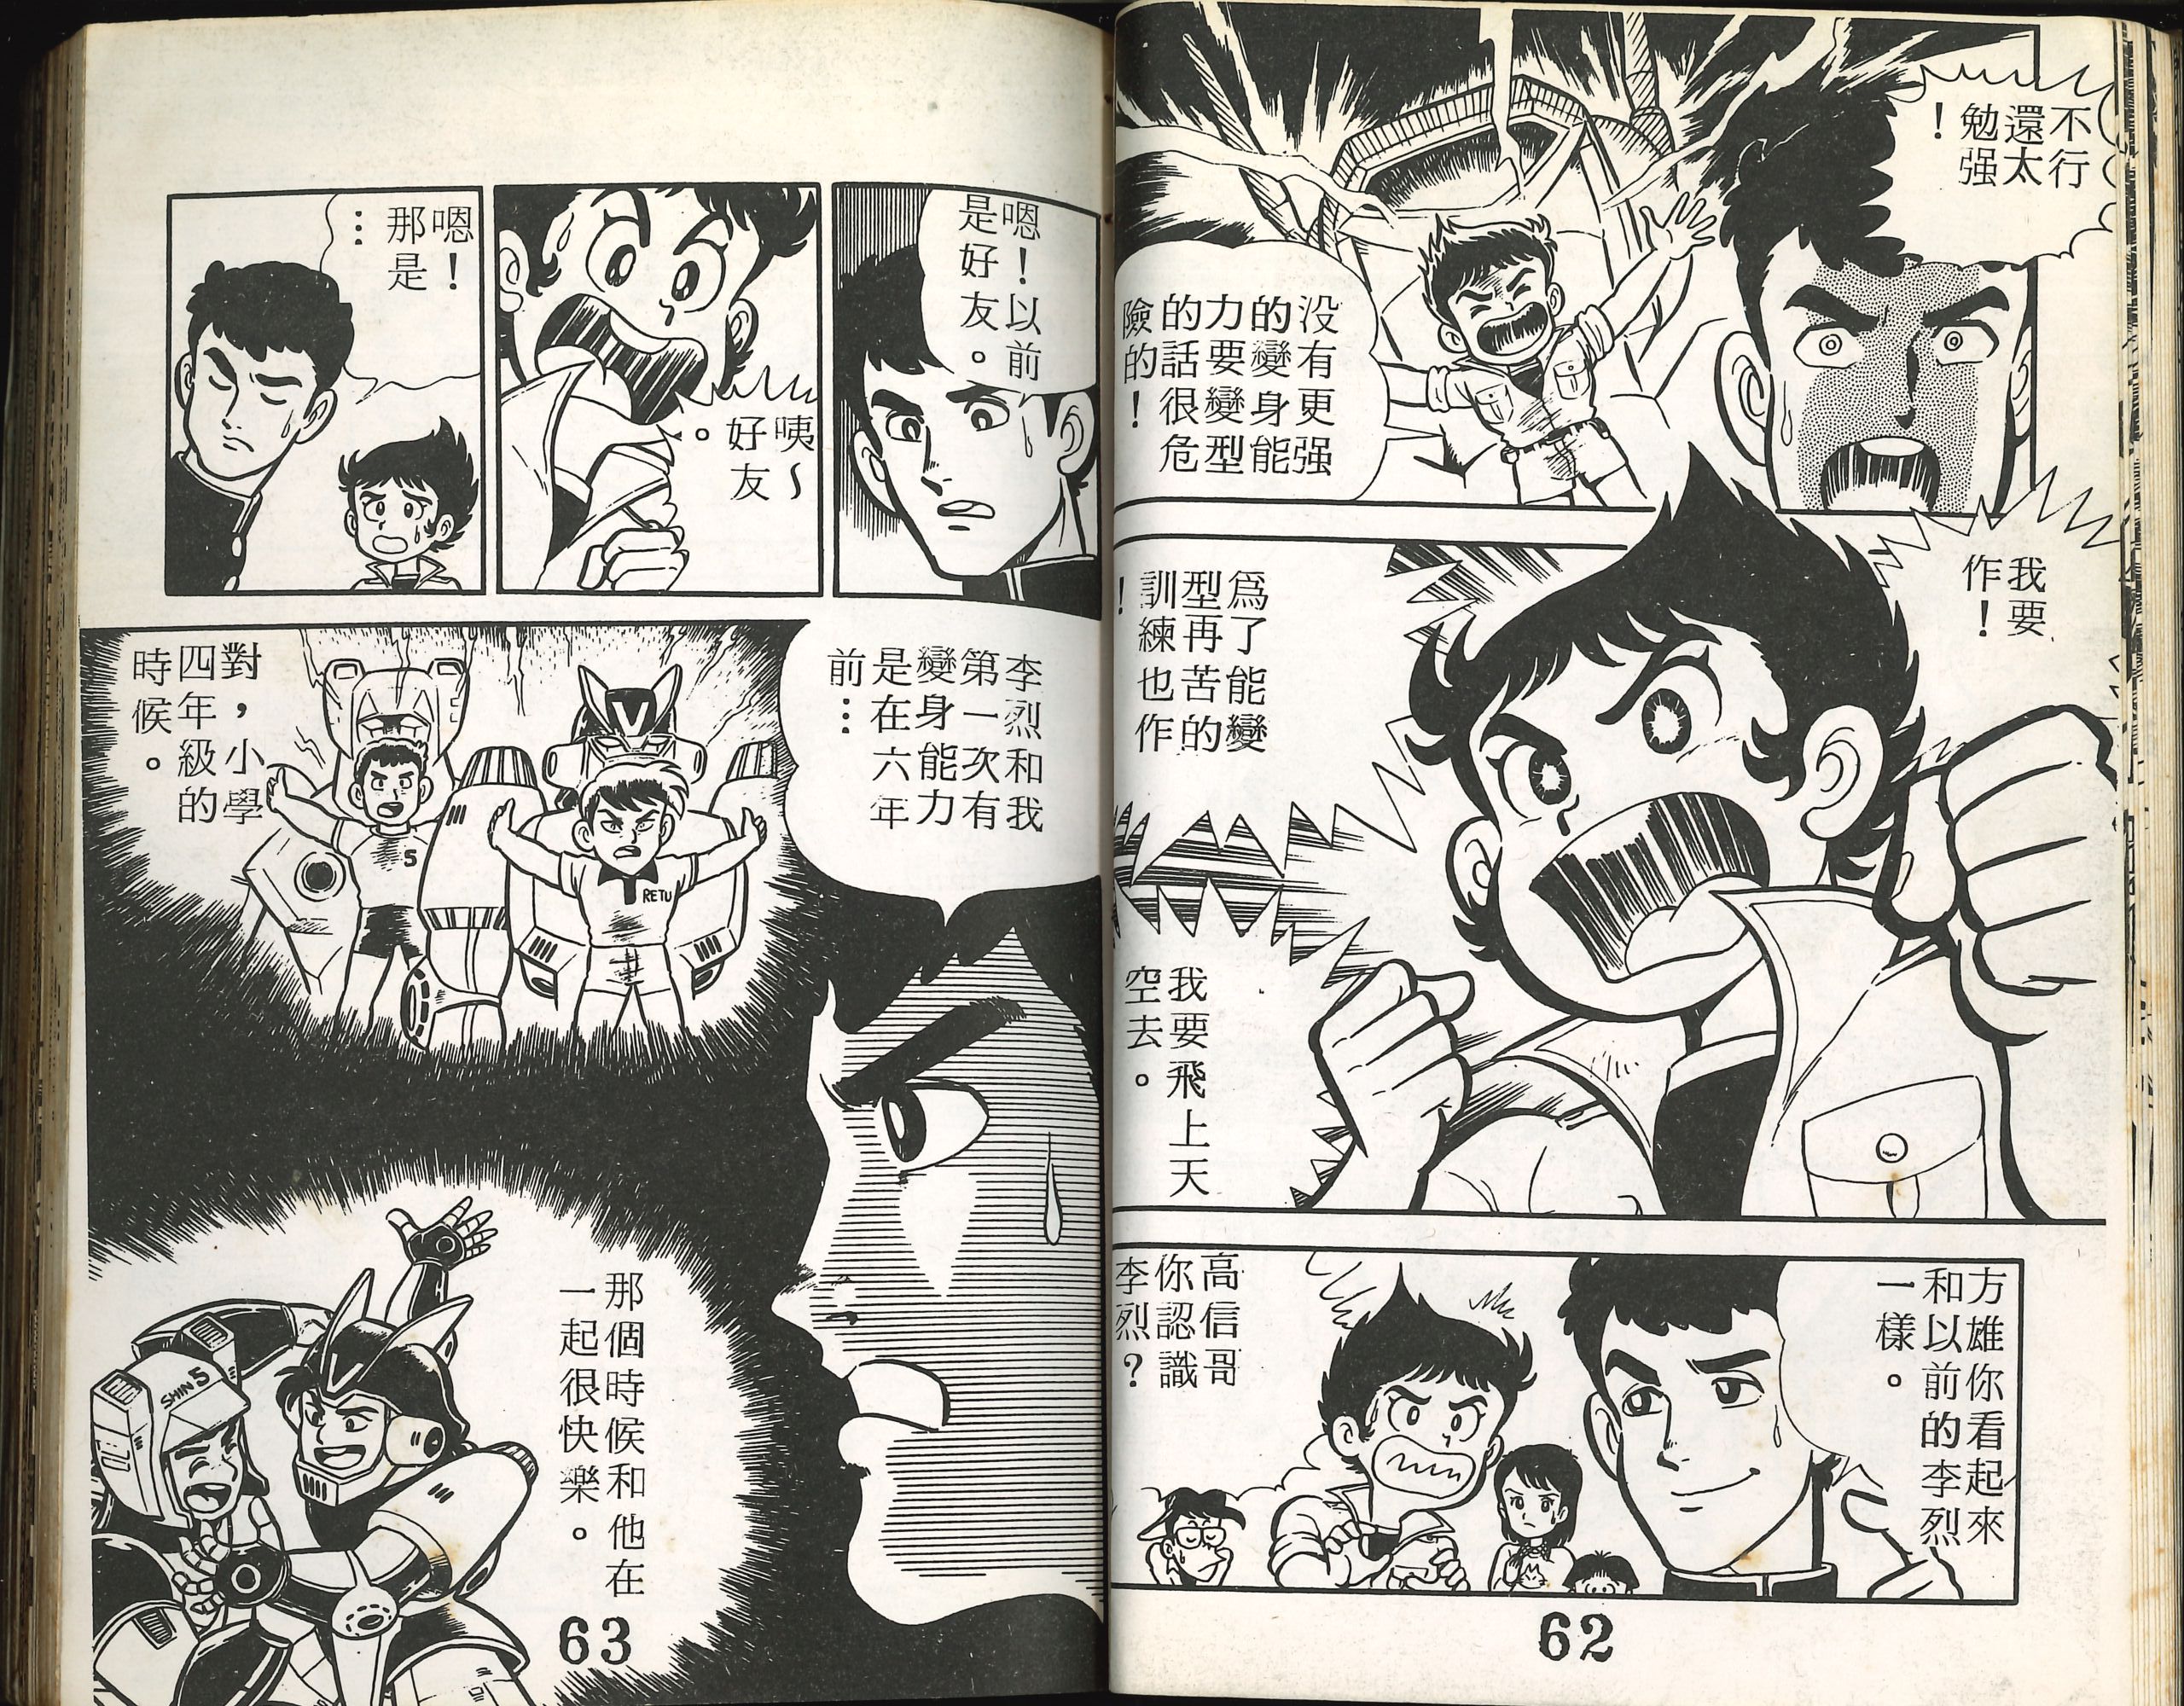 不行
還太
勉强
！
没有更强
的變身能
力要變型
的話很危
險的！
我要
作！
爲了能變
型再苦的
訓練也作
！
我要飛上天
空去。
方雄你看起來
和以前的李烈
一樣。
高信哥
你認識
李烈？
62
嗯！以前
是好友。
咦～
好友
。
嗯！
那是
…
李烈和我
第一次有
變身能力
是在六年
前…
對，小學
四年級的
時候。
V
5
RETU
那個時候和他在
一起很快樂。
V
SHIN 5
63